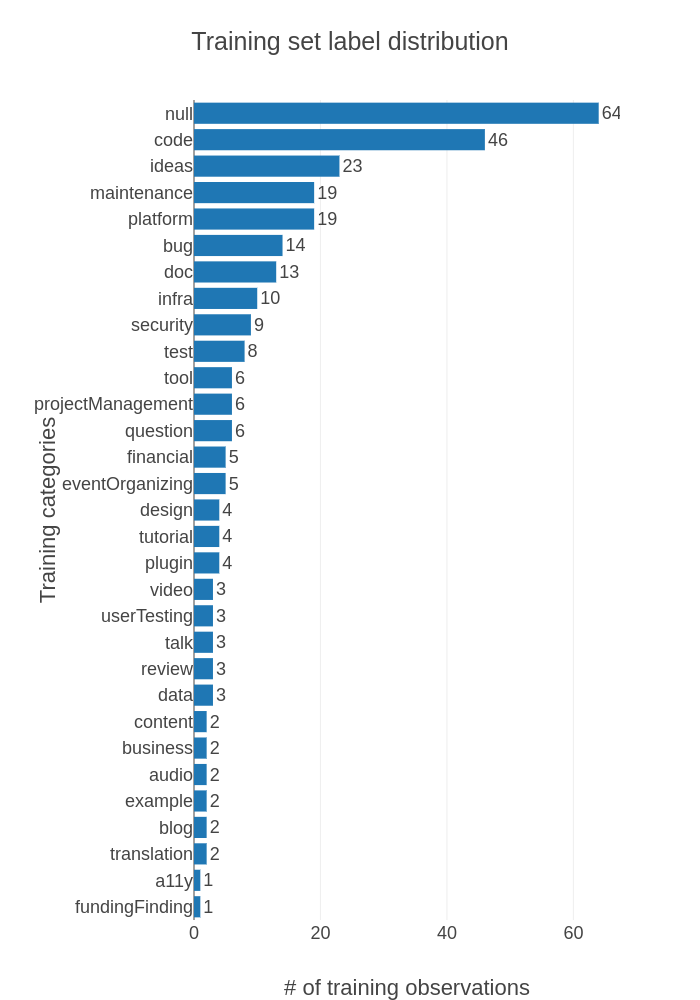 Training set label distribution
null 64
code 46
ideas 23
maintenance 19
platform 19
bug 14
doc 13
infra 10
security 9
test 8
tool 6
projectManagement 6
question 6
financial 5
eventOrganizing 5
design 4
tutorial 4
plugin 4
video 3
userTesting 3
talk 3
review 3
data 3
content 2
business 2
audio 2
example 2
blog 2
translation 2
a11y 1
fundingFinding 1
0 20 40 60
# of training observations
Training categories